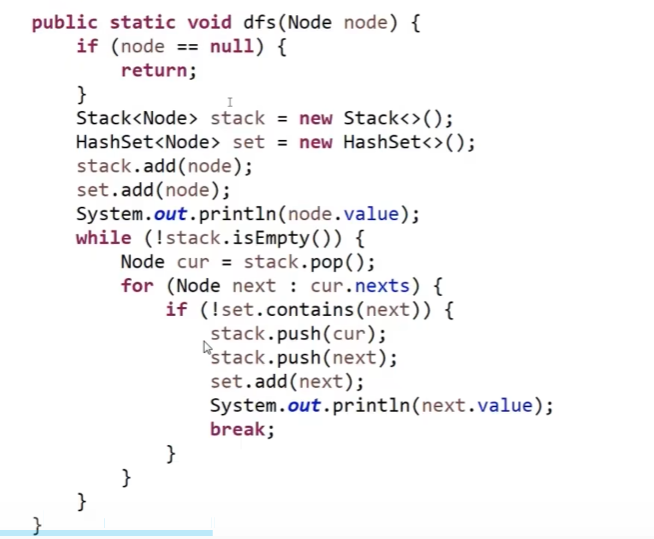 public static void dfs(Node node) {
    if (node == null) {
        return;
    }
    Stack<Node> stack = new Stack<>();
    HashSet<Node> set = new HashSet<>();
    stack.add(node);
    set.add(node);
    System.out.println(node.value);
    while (!stack.isEmpty()) {
        Node cur = stack.pop();
        for (Node next : cur.nexts) {
            if (!set.contains(next)) {
                stack.push(cur);
                stack.push(next);
                set.add(next);
                System.out.println(next.value);
                break;
            }
        }
    }
}